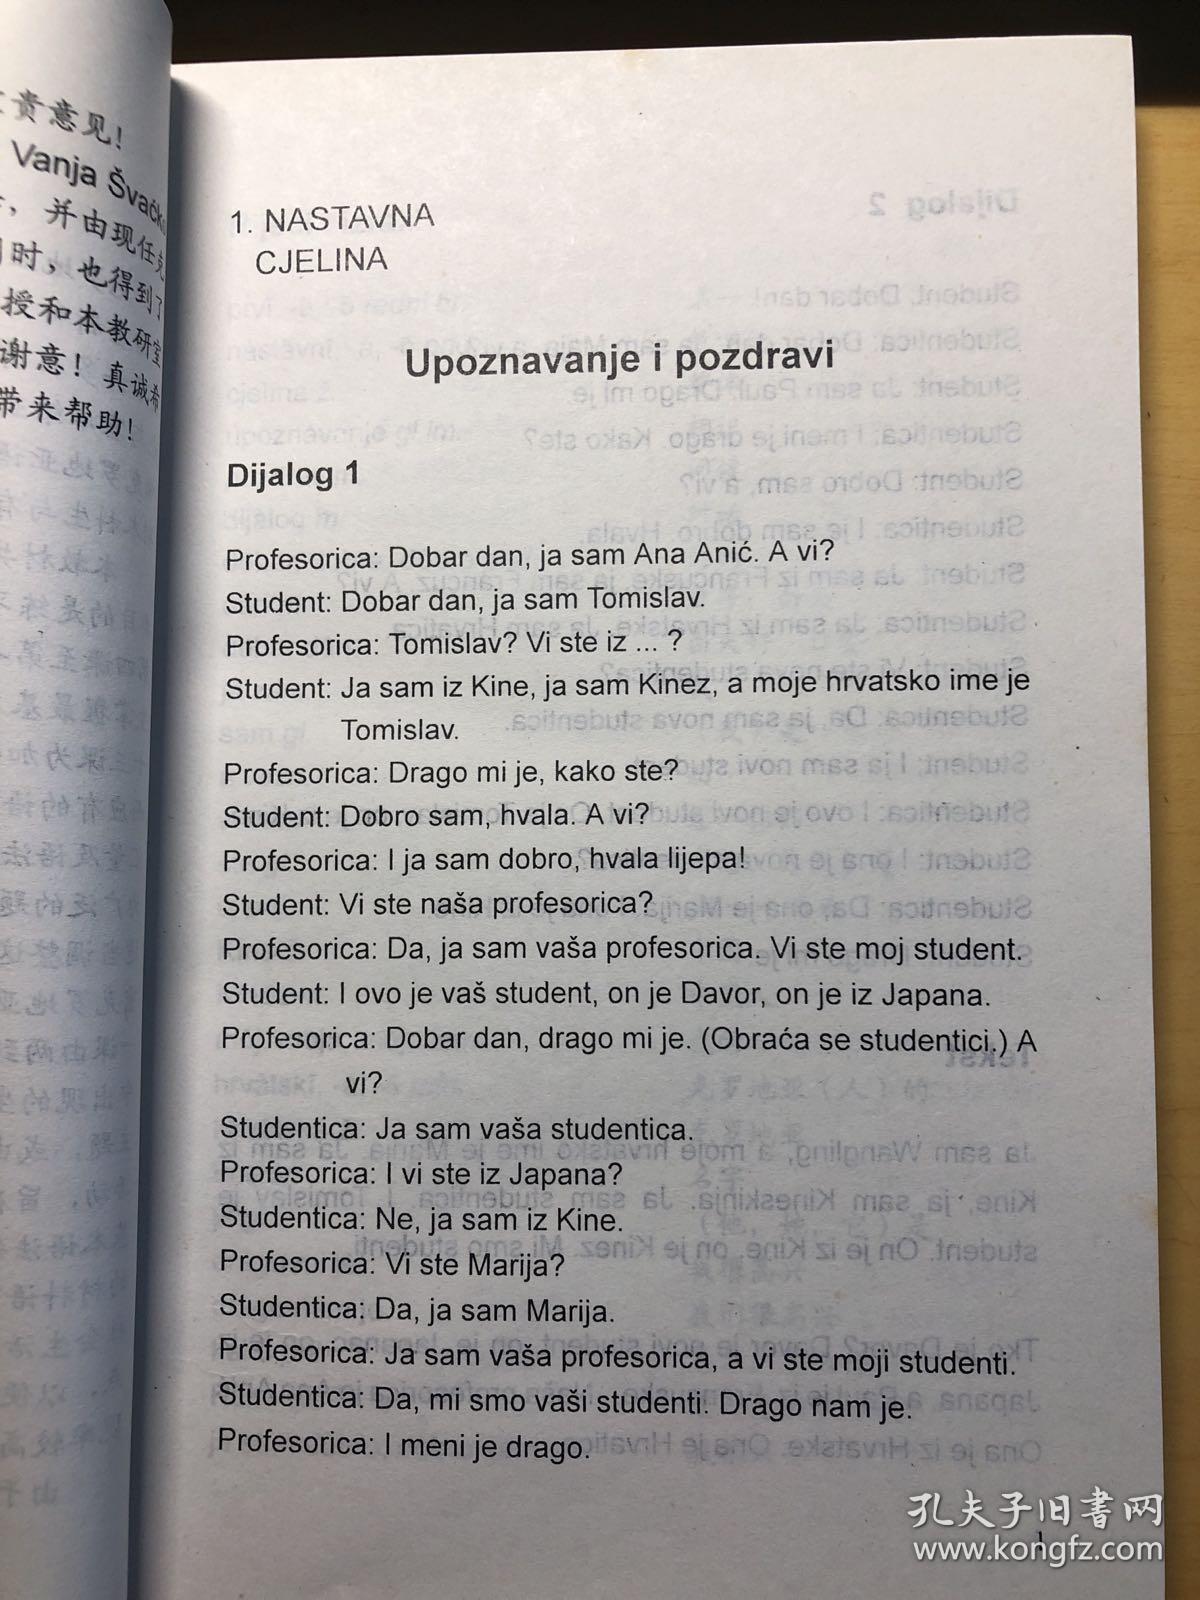 贵意见！
Vanja Švačk
，并由现任克
时，也得到了
授和本教研室
谢意！真诚希
带来帮助！
1. NASTAVNA
CJELINA
Upoznavanje i pozdravi
Dijalog 1
Profesorica: Dobar dan, ja sam Ana Anić. A vi?
Student: Dobar dan, ja sam Tomislav.
Profesorica: Tomislav? Vi ste iz ... ?
Student: Ja sam iz Kine, ja sam Kinez, a moje hrvatsko ime je
Tomislav.
Profesorica: Drago mi je, kako ste?
Student: Dobro sam, hvala. A vi?
Profesorica: I ja sam dobro, hvala lijepa!
Student: Vi ste naša profesorica?
Profesorica: Da, ja sam vaša profesorica. Vi ste moj student.
Student: I ovo je vaš student, on je Davor, on je iz Japana.
Profesorica: Dobar dan, drago mi je. (Obraća se studentici.) A
vi?
Studentica: Ja sam vaša studentica.
Profesorica: I vi ste iz Japana?
Studentica: Ne, ja sam iz Kine.
Profesorica: Vi ste Marija?
Studentica: Da, ja sam Marija.
Profesorica: Ja sam vaša profesorica, a vi ste moji studenti.
Studentica: Da, mi smo vaši studenti. Drago nam je.
Profesorica: I meni je drago.
1
孔夫子旧书网
www.kongfz.com